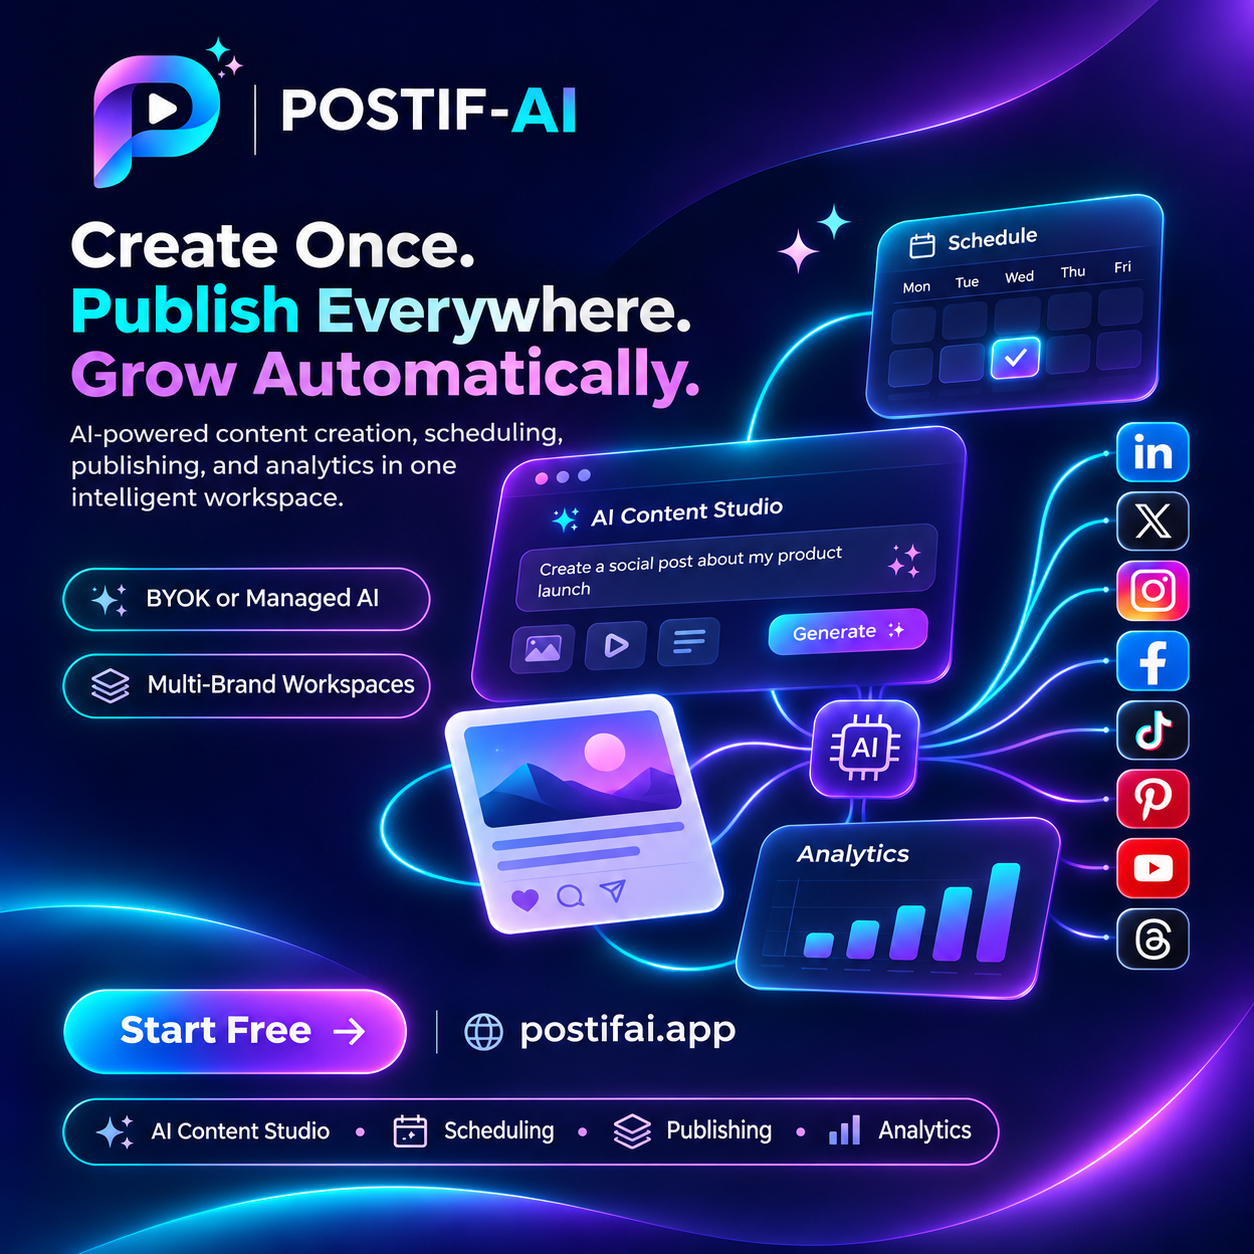 POSTIF-AI
Create Once.
Publish Everywhere.
Grow Automatically.
AI-powered content creation, scheduling,
publishing, and analytics in one
intelligent workspace.
BYOK or Managed AI
Multi-Brand Workspaces
Schedule
Mon Tue Wed Thu Fri
AI Content Studio
Create a social post about my product
launch
Generate
AI
Analytics
in
Start Free
postifai.app
AI Content Studio • Scheduling • Publishing • Analytics